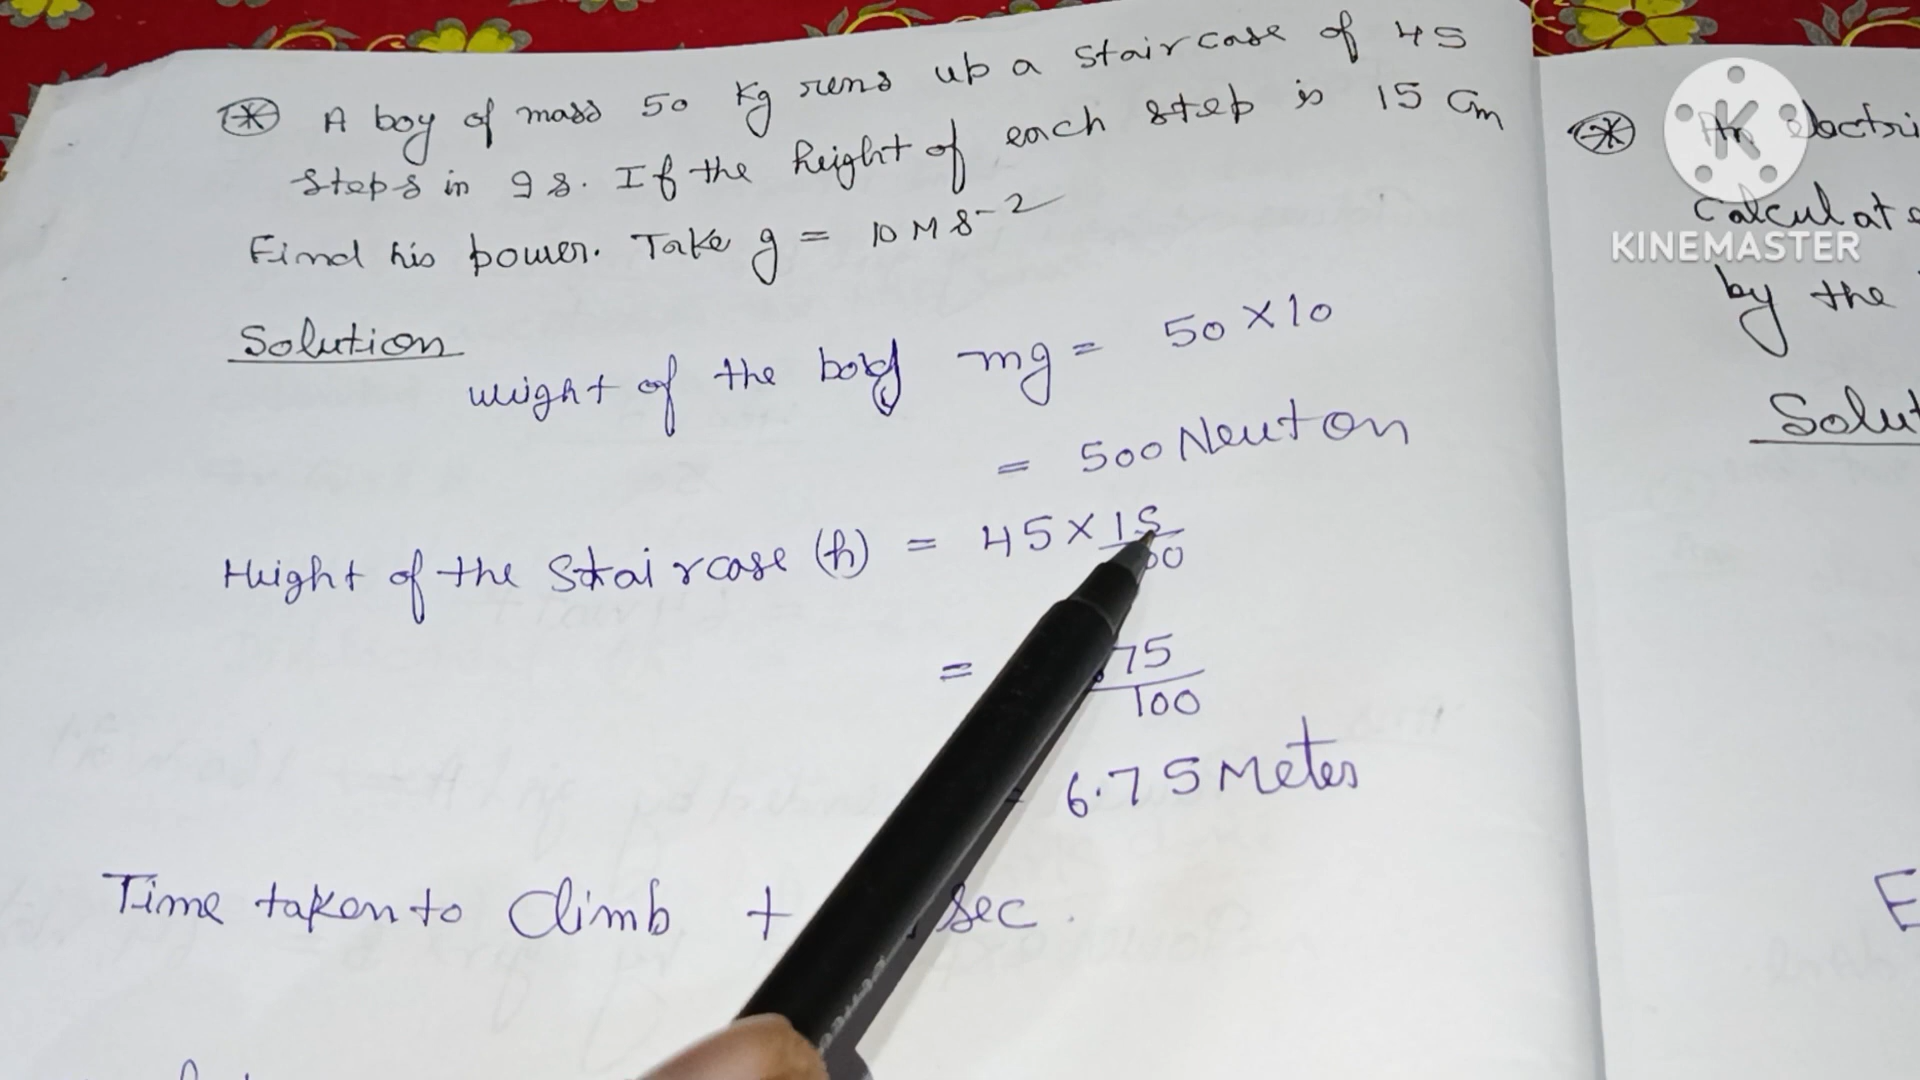 A boy of mass 50 kg runs up a staircase of 45
steps in 9 s. If the height of each step is 15 cm
Find his power. Take g = 10 M s-2
Solution
weight of the body mg = 50 × 10
= 500 Newton
Height of the Staircase (h) = 45 × 15
= 75
100
= 6.75 Meter
Time taken to Climb t sec.
calculate
by the
KINEMASTER